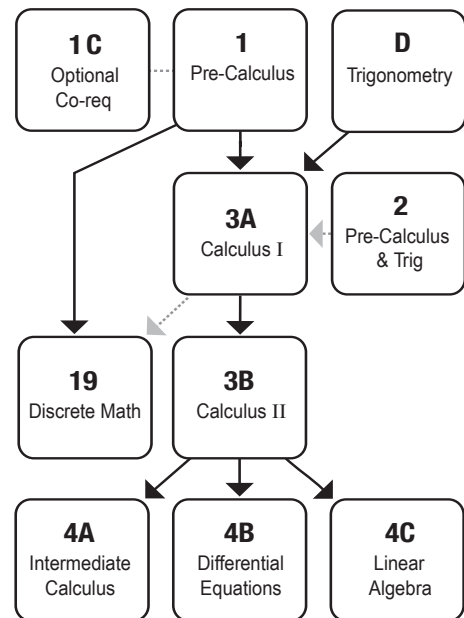 1C
Optional
Co-req
1
Pre-Calculus
D
Trigonometry
3A
Calculus I
2
Pre-Calculus
& Trig
19
Discrete Math
3B
Calculus II
4A
Intermediate
Calculus
4B
Differential
Equations
4C
Linear
Algebra